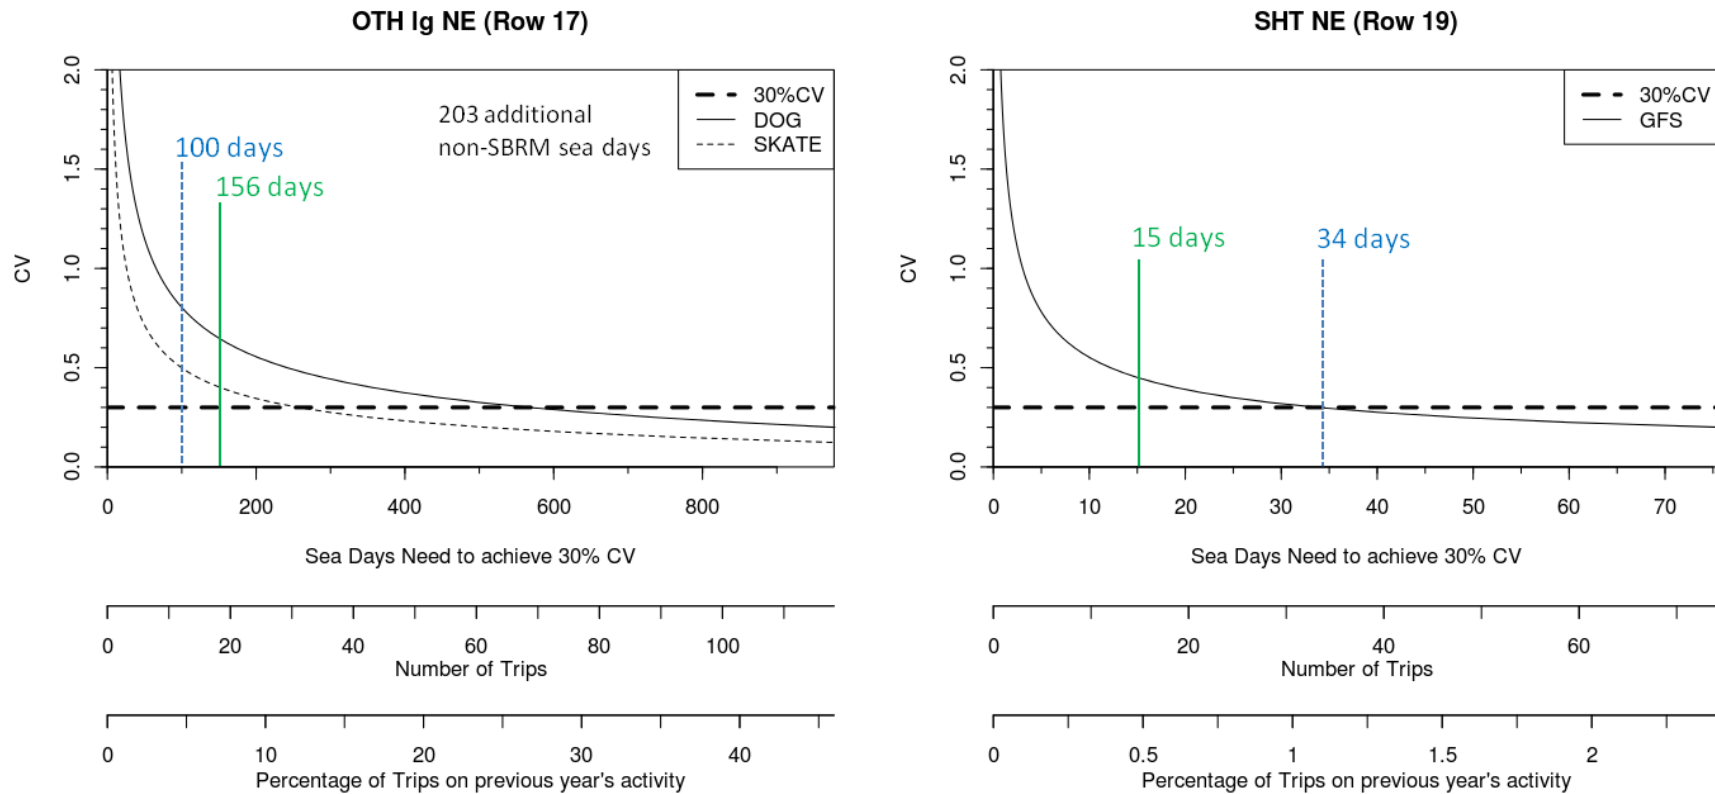 OTH lg NE (Row 17)
2.0
1.5
1.0
0.5
0.0
CV
30%CV
DOG
SKATE
203 additional
non-SBRM sea days
100 days
156 days
0 200 400 600 800
Sea Days Need to achieve 30% CV
0 20 40 60 80 100
Number of Trips
0 10 20 30 40
Percentage of Trips on previous year's activity
SHT NE (Row 19)
2.0
1.5
1.0
0.5
0.0
CV
30%CV
GFS
15 days
34 days
0 10 20 30 40 50 60 70
Sea Days Need to achieve 30% CV
0 20 40 60
Number of Trips
0 0.5 1 1.5 2
Percentage of Trips on previous year's activity